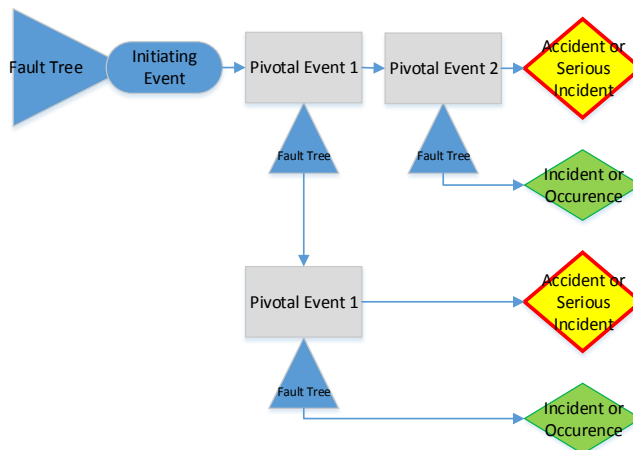 Fault Tree
Initiating
Event
Pivotal Event 1
Pivotal Event 2
Accident or
Serious
Incident
Fault Tree
Fault Tree
Incident or
Occurence
Pivotal Event 1
Accident or
Serious
Incident
Fault Tree
Incident or
Occurence